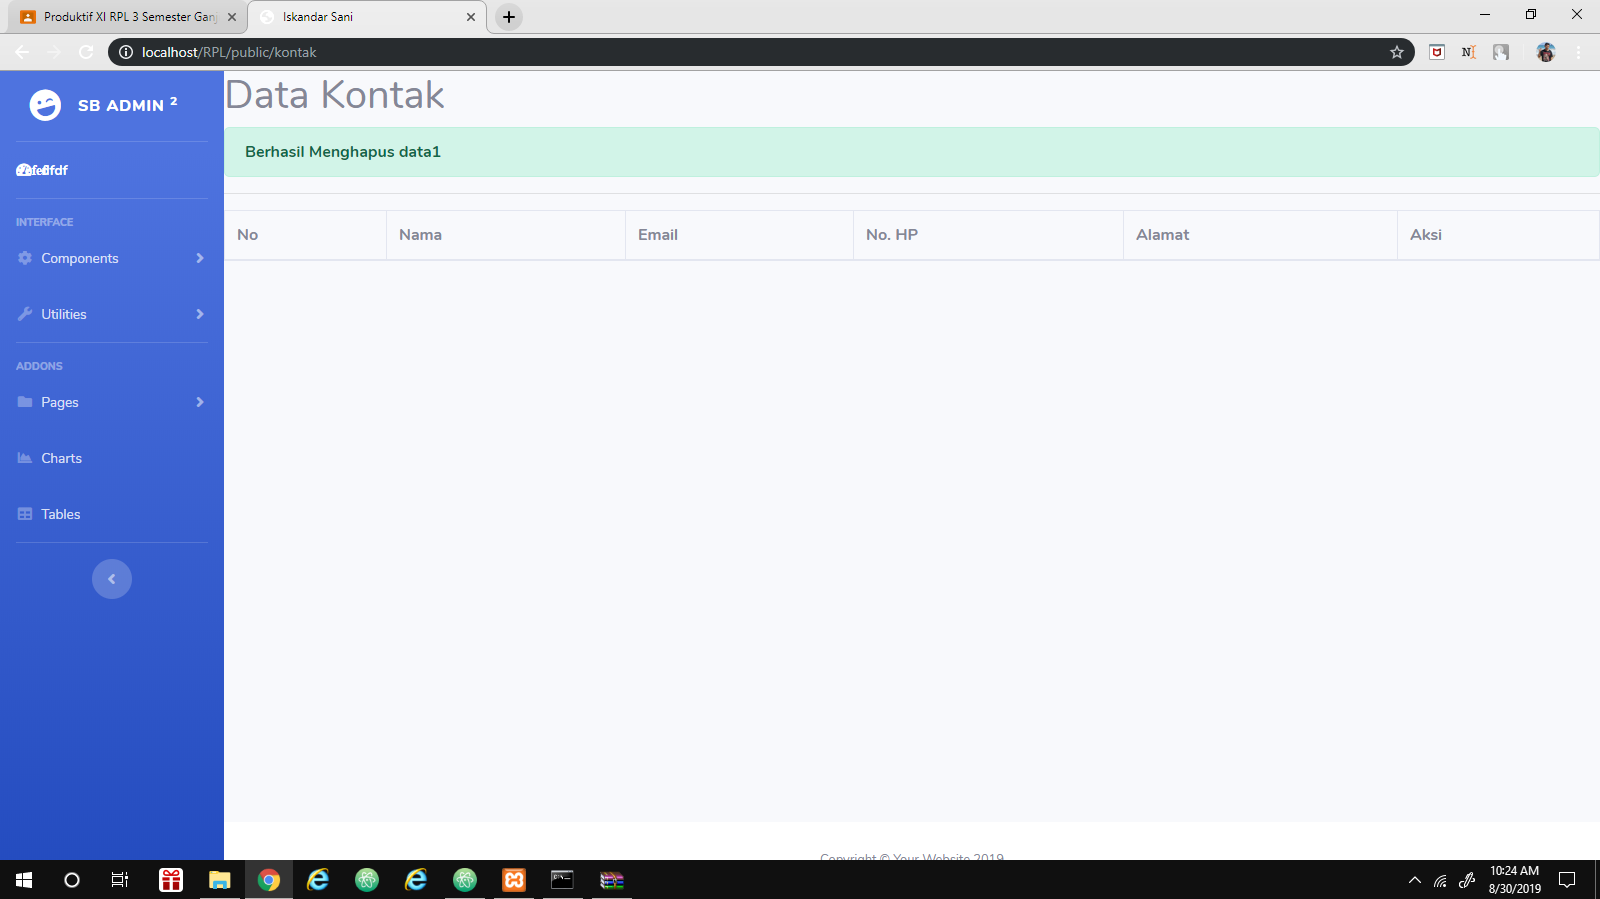 Produktif XI RPL 3 Semester Ganj
Iskandar Sani
localhost/RPL/public/kontak
SB ADMIN 2
Data Kontak
Berhasil Menghapus data1
INTERFACE
Components
Utilities
ADDONS
Pages
Charts
Tables
No Nama Email No. HP Alamat Aksi
Copyright © Your Website 2019
10:24 AM
8/30/2019